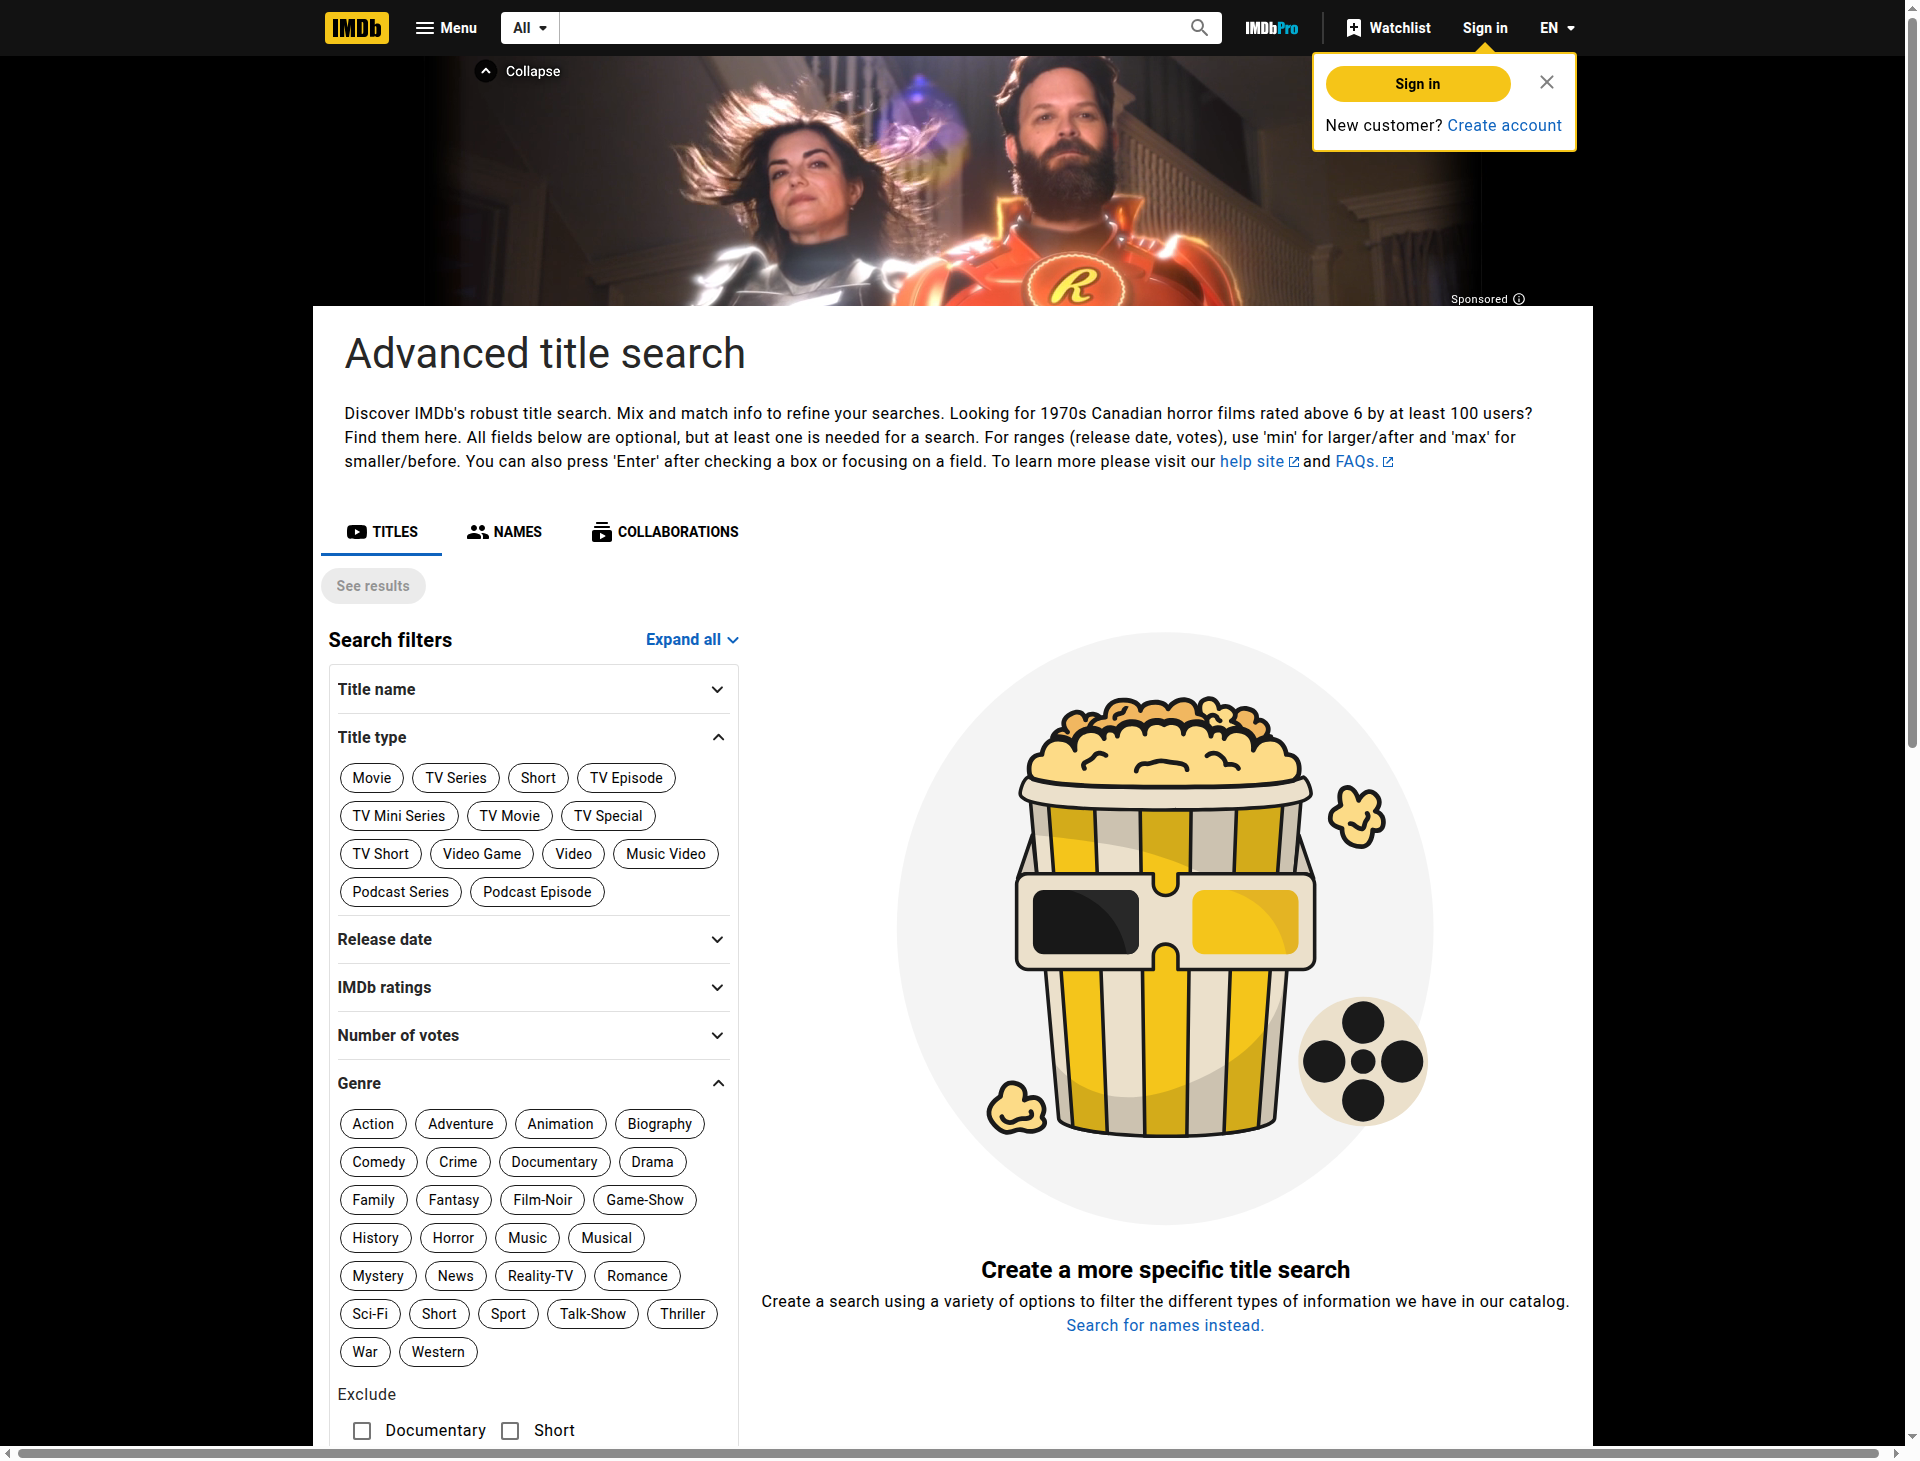 IMDb
Menu
All
IMDbPro
Watchlist
Sign in
EN
Collapse
Sign in
New customer? Create account
R
Sponsored
Advanced title search
Discover IMDb's robust title search. Mix and match info to refine your searches. Looking for 1970s Canadian horror films rated above 6 by at least 100 users?
Find them here. All fields below are optional, but at least one is needed for a search. For ranges (release date, votes), use 'min' for larger/after and 'max' for
smaller/before. You can also press 'Enter' after checking a box or focusing on a field. To learn more please visit our help site and FAQs.
TITLES
NAMES
COLLABORATIONS
See results
Search filters
Expand all
Title name
Title type
Movie TV Series Short TV Episode
TV Mini Series TV Movie TV Special
TV Short Video Game Video Music Video
Podcast Series Podcast Episode
Release date
IMDb ratings
Number of votes
Genre
Action Adventure Animation Biography
Comedy Crime Documentary Drama
Family Fantasy Film-Noir Game-Show
History Horror Music Musical
Mystery News Reality-TV Romance
Sci-Fi Short Sport Talk-Show Thriller
War Western
Exclude
Documentary Short
Create a more specific title search
Create a search using a variety of options to filter the different types of information we have in our catalog.
Search for names instead.